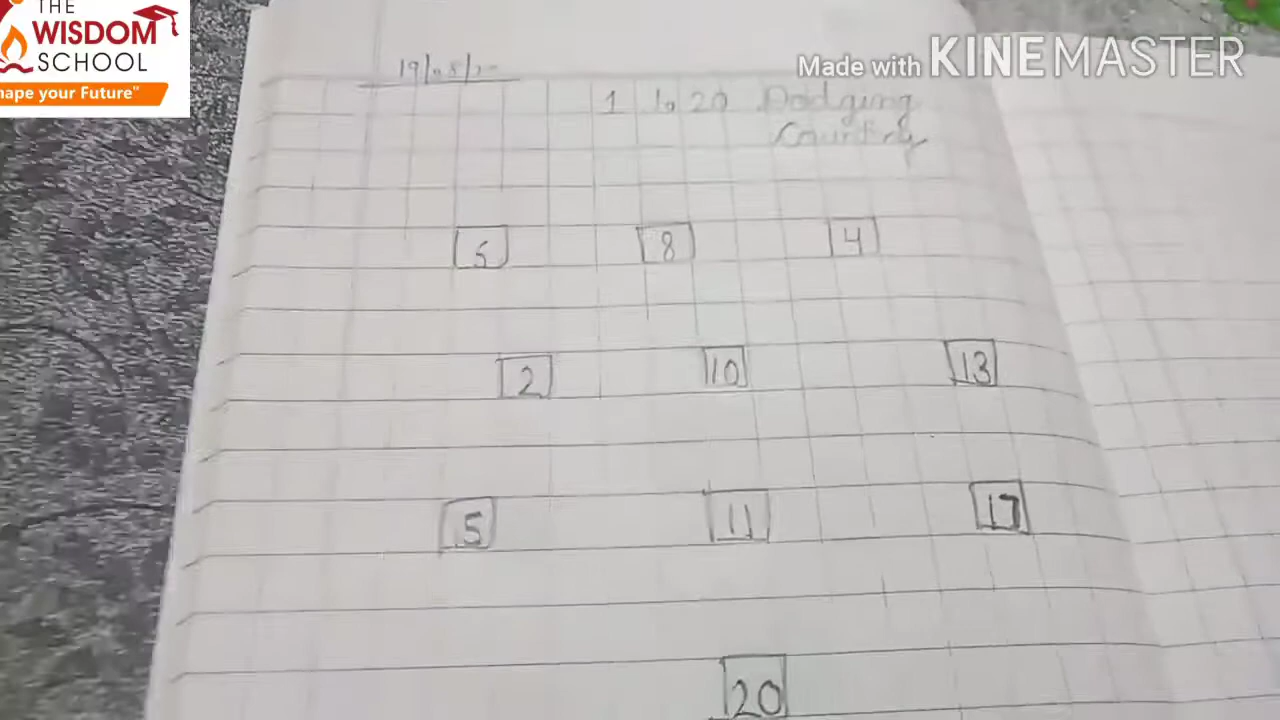 THE
WISDOM
SCHOOL
hape your Future"
Made with KINEMASTER
1 to 20 Dodging
Counting
5 8 4
2 10 13
5 11 17
20